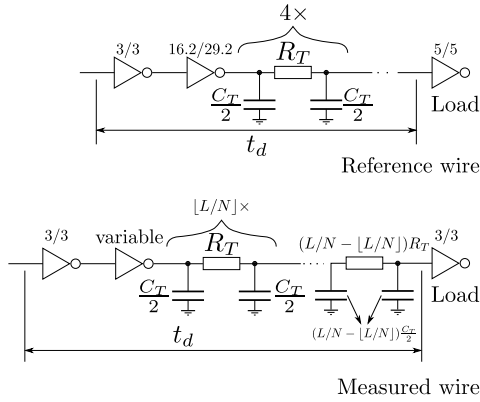 4×
3/3 16.2/29.2 R_T 5/5
C_T/2 C_T/2
Load
t_d
Reference wire
⌊L/N⌋×
3/3 variable R_T (L/N − ⌊L/N⌋)R_T 3/3
C_T/2 C_T/2
Load
(L/N − ⌊L/N⌋)C_T/2
t_d
Measured wire